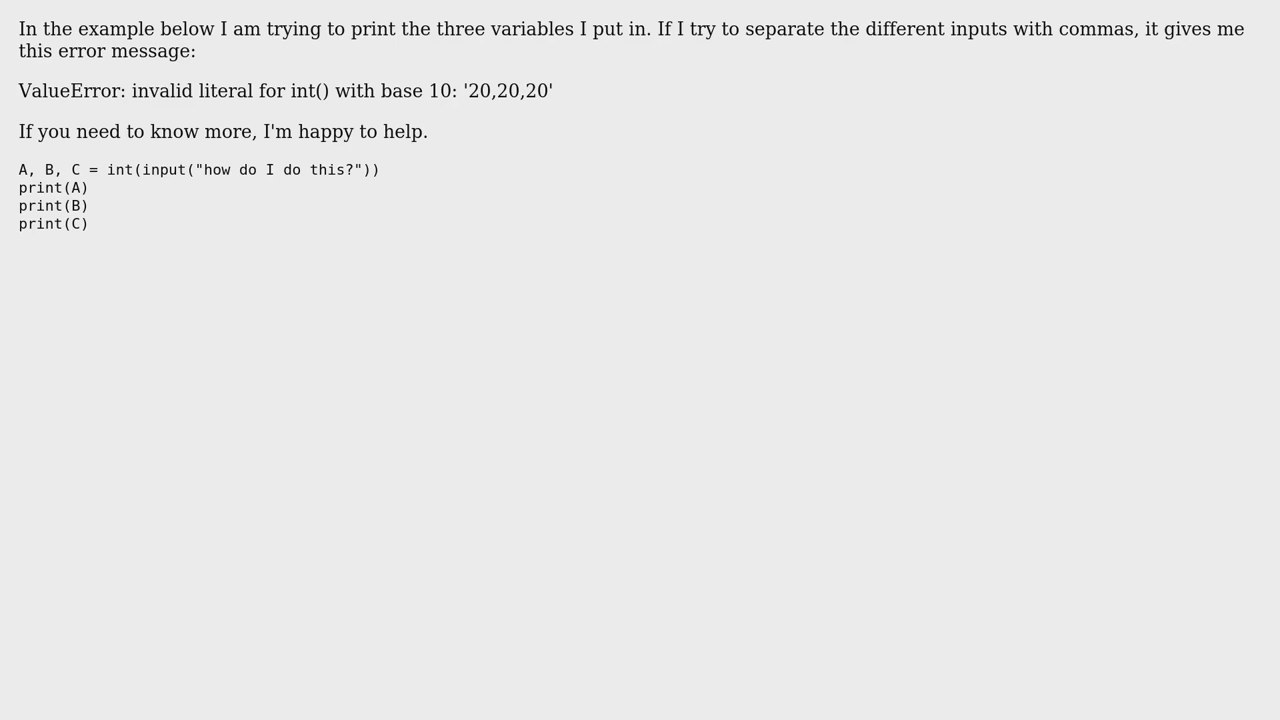 In the example below I am trying to print the three variables I put in. If I try to separate the different inputs with commas, it gives me
this error message:
ValueError: invalid literal for int() with base 10: '20,20,20'
If you need to know more, I'm happy to help.
A, B, C = int(input("how do I do this?"))
print(A)
print(B)
print(C)